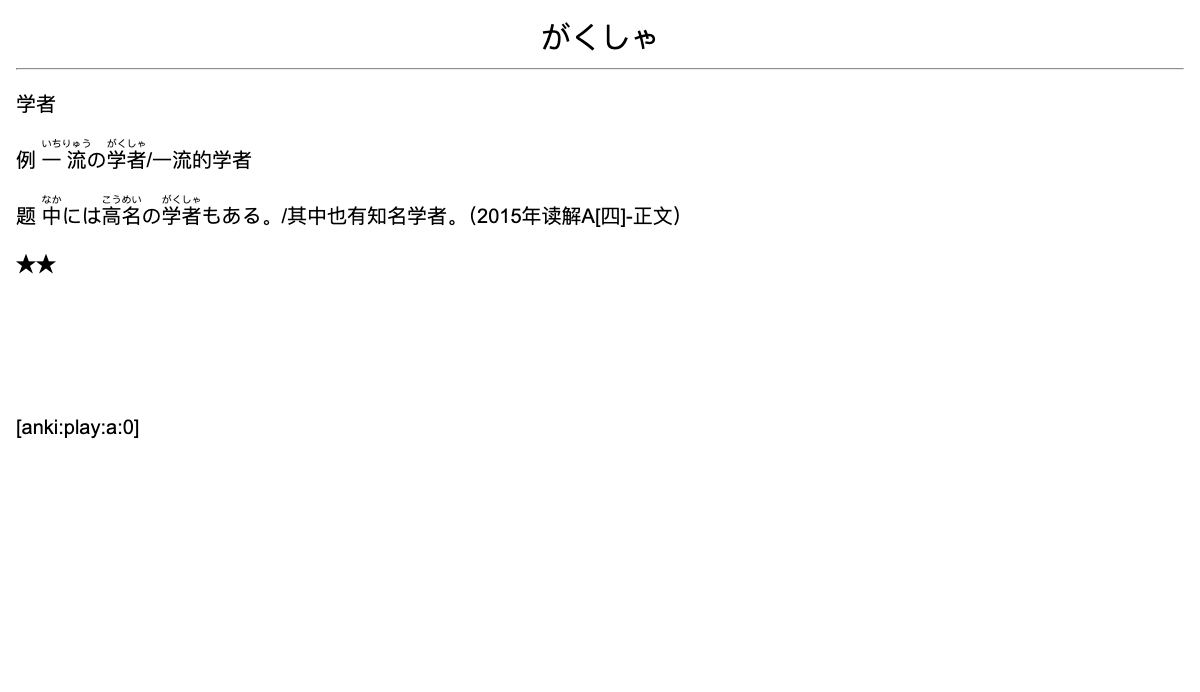 がくしゃ
学者
いちりゅう がくしゃ
例 一流の学者/一流的学者
なか こうめい がくしゃ
题 中には高名の学者もある。/其中也有知名学者。（2015年读解A[四]-正文）
★★
[anki:play:a:0]